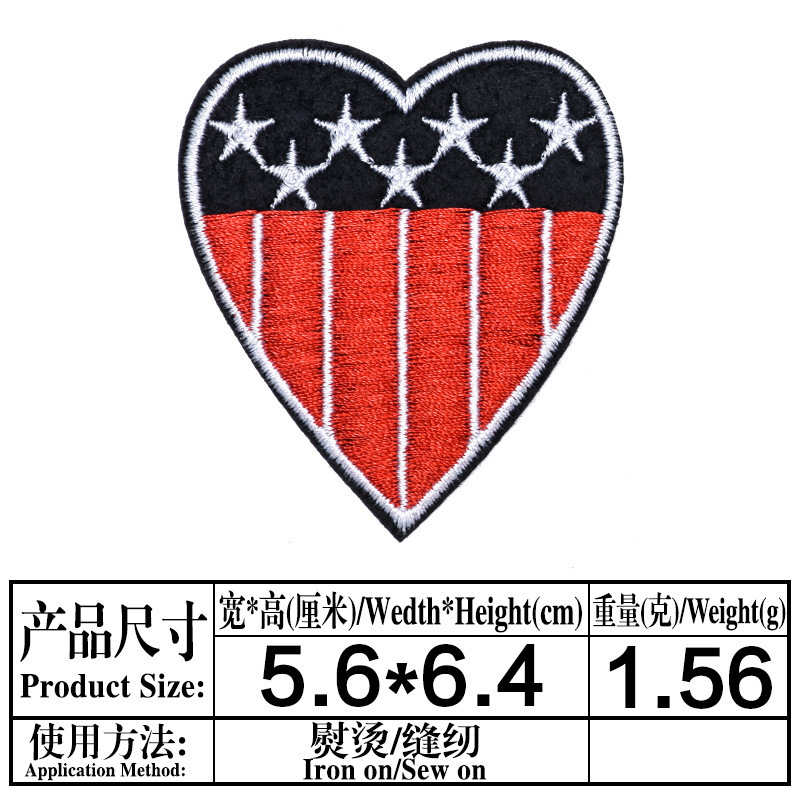 产品尺寸
Product Size:
宽*高(厘米)/Wedth*Height(cm)
5.6*6.4
重量(克)/Weight(g)
1.56
使用方法:
Application Method:
熨烫/缝纫
Iron on/Sew on